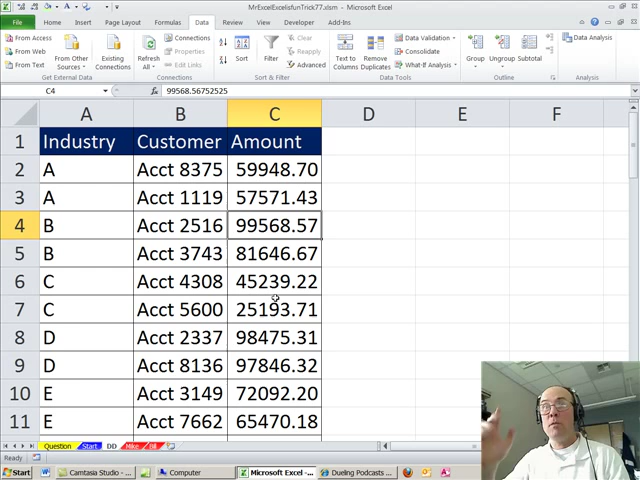 MrExcelExcelisfunTrick77.xlsm - Microsoft Excel
File Home Insert Page Layout Formulas Data Review View Developer Add-Ins
From Access
From Web
From Text
From Other Sources
Existing Connections
Get External Data
Refresh All
Connections
Properties
Edit Links
Connections
Sort
Filter
Clear
Reapply
Advanced
Sort & Filter
Text to Columns
Remove Duplicates
Data Validation
Consolidate
What-If Analysis
Data Tools
Group Ungroup Subtotal
Outline
C4 fx 99568.56752525
A B C D E F
1 Industry Customer Amount
2 A Acct 8375 59948.70
3 A Acct 1119 57571.43
4 B Acct 2516 99568.57
5 B Acct 3743 81646.67
6 C Acct 4308 45239.22
7 C Acct 5600 25193.71
8 D Acct 2337 98475.31
9 D Acct 8136 97846.32
10 E Acct 3149 72092.20
11 E Acct 7662 65470.18
Question Start DD Mike Bill
Ready
Start Camtasia Studio - ... Computer Microsoft Excel -... Dueling Podcasts ...